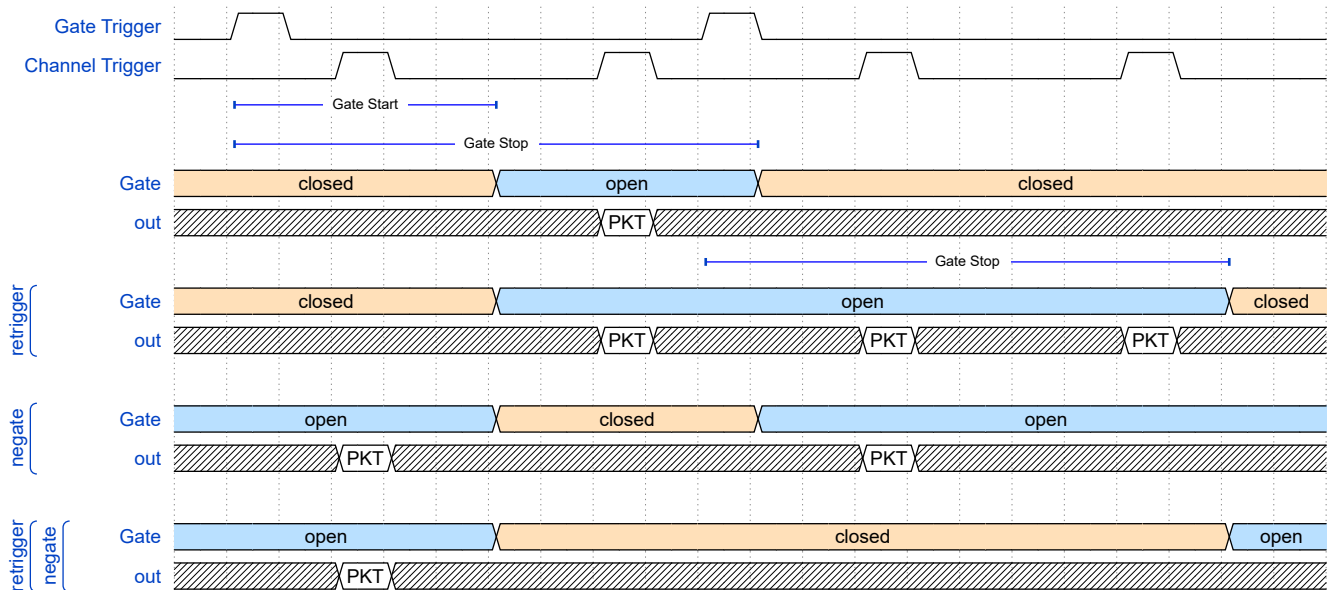 Gate Trigger
Channel Trigger
Gate Start
Gate Stop
Gate closed open closed
out PKT
Gate Stop
retrigger
Gate closed open closed
out PKT PKT PKT
negate
Gate open closed open
out PKT PKT
retrigger negate
Gate open closed open
out PKT